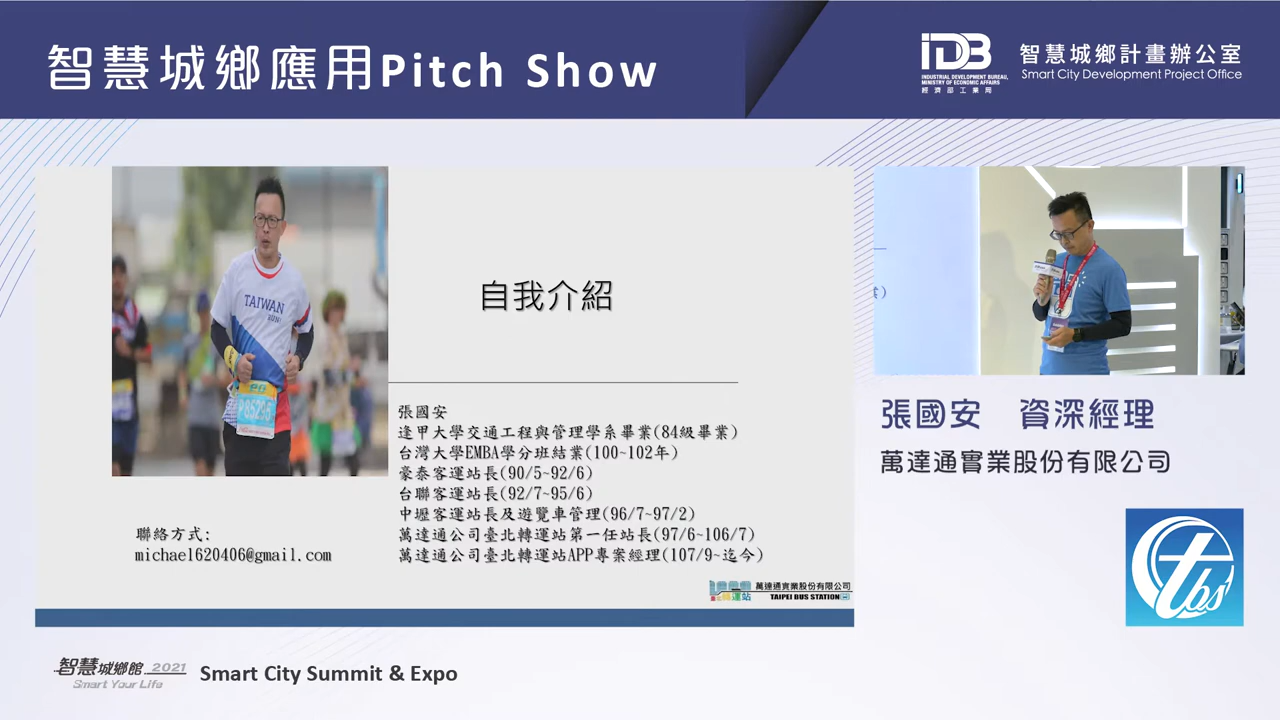 智慧城鄉應用Pitch Show
IDB
INDUSTRIAL DEVELOPMENT BUREAU,
MINISTRY OF ECONOMIC AFFAIRS
經濟部工業局
智慧城鄉計畫辦公室
Smart City Development Project Office
TAIWAN
RUN
自我介紹
張國安
逢甲大學交通工程與管理學系畢業(84級畢業)
台灣大學EMBA學分班結業(100~102年)
豪泰客運站長(90/5~92/6)
台聯客運站長(92/7~95/6)
中壢客運站長及遊覽車管理(96/7~97/2)
萬達通公司臺北轉運站第一任站長(97/6~106/7)
萬達通公司臺北轉運站APP專案經理(107/9~迄今)
聯絡方式:
michael620406@gmail.com
萬達通實業股份有限公司
TAIPEI BUS STATION
張國安 資深經理
萬達通實業股份有限公司
tbs
智慧城鄉館 2021
Smart Your Life
Smart City Summit & Expo